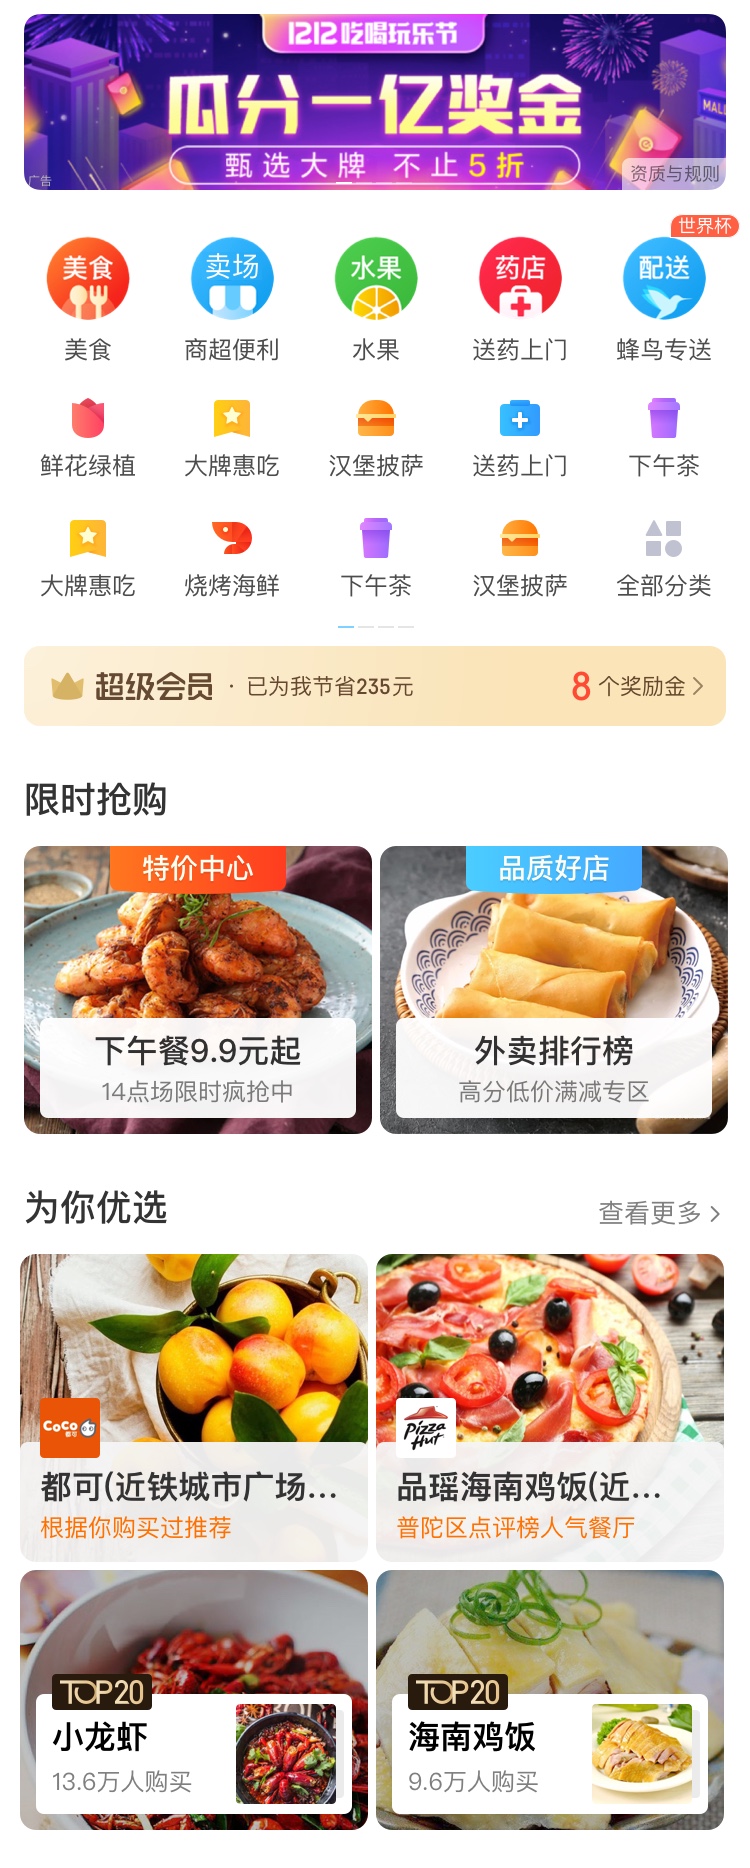 1212吃喝玩乐节
瓜分一亿奖金
甄选大牌 不止5折
广告
资质与规则
世界杯
美食
卖场
水果
药店
配送
美食
商超便利
水果
送药上门
蜂鸟专送
鲜花绿植
大牌惠吃
汉堡披萨
送药上门
下午茶
大牌惠吃
烧烤海鲜
下午茶
汉堡披萨
全部分类
超级会员 · 已为我节省235元
8个奖励金
限时抢购
特价中心
品质好店
下午餐9.9元起
外卖排行榜
14点场限时疯抢中
高分低价满减专区
为你优选
查看更多
CoCo
都可
Pizza
Hut
都可(近铁城市广场...
品瑶海南鸡饭(近...
根据你购买过推荐
普陀区点评榜人气餐厅
TOP20
TOP20
小龙虾
海南鸡饭
13.6万人购买
9.6万人购买